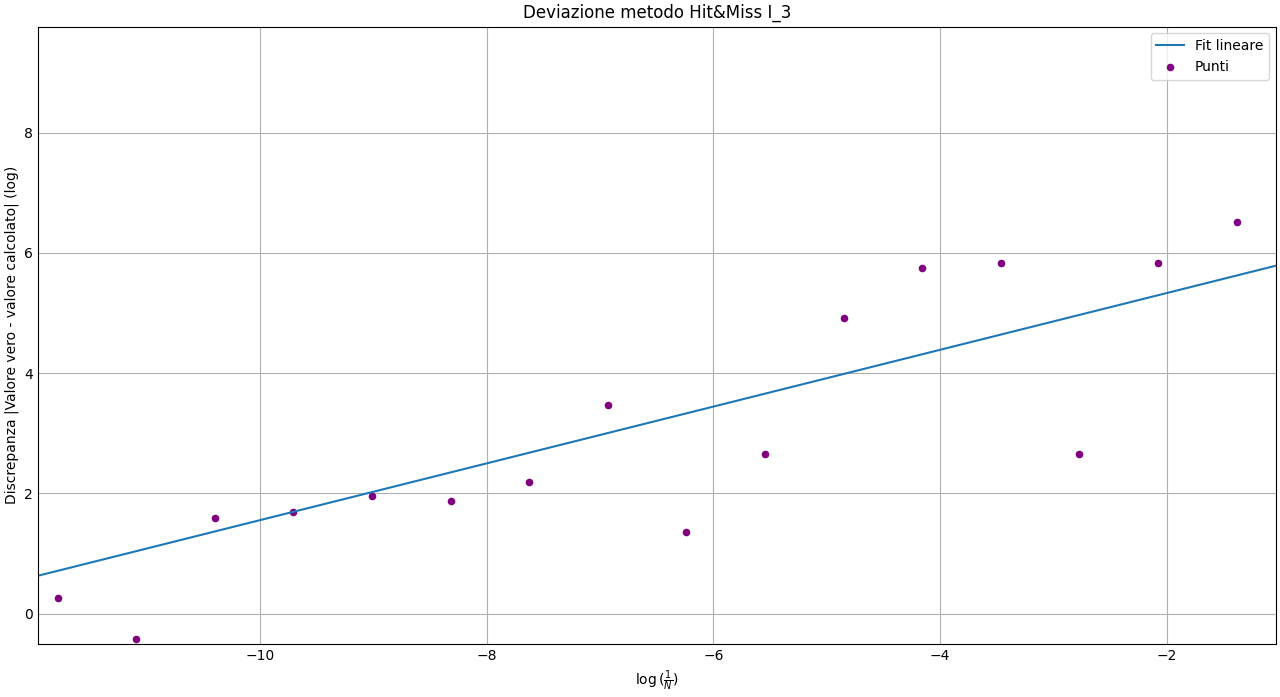 Deviazione metodo Hit&Miss I_3
Fit lineare
Punti
Discrepanza |Valore vero - valore calcolato| (log)
8
6
4
2
0
−10
−8
−6
−4
−2
log(1/N)